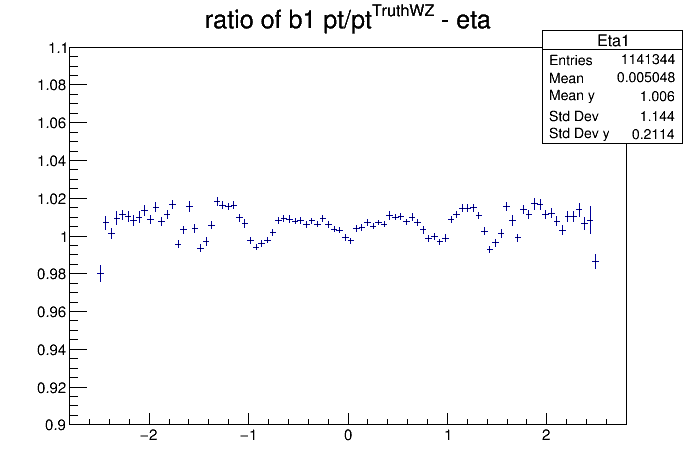 ratio of b1 pt/pt^TruthWZ - eta
Eta1
Entries 1141344
Mean 0.005048
Mean y 1.006
Std Dev 1.144
Std Dev y 0.2114
1.1
1.08
1.06
1.04
1.02
1
0.98
0.96
0.94
0.92
0.9
−2 −1 0 1 2